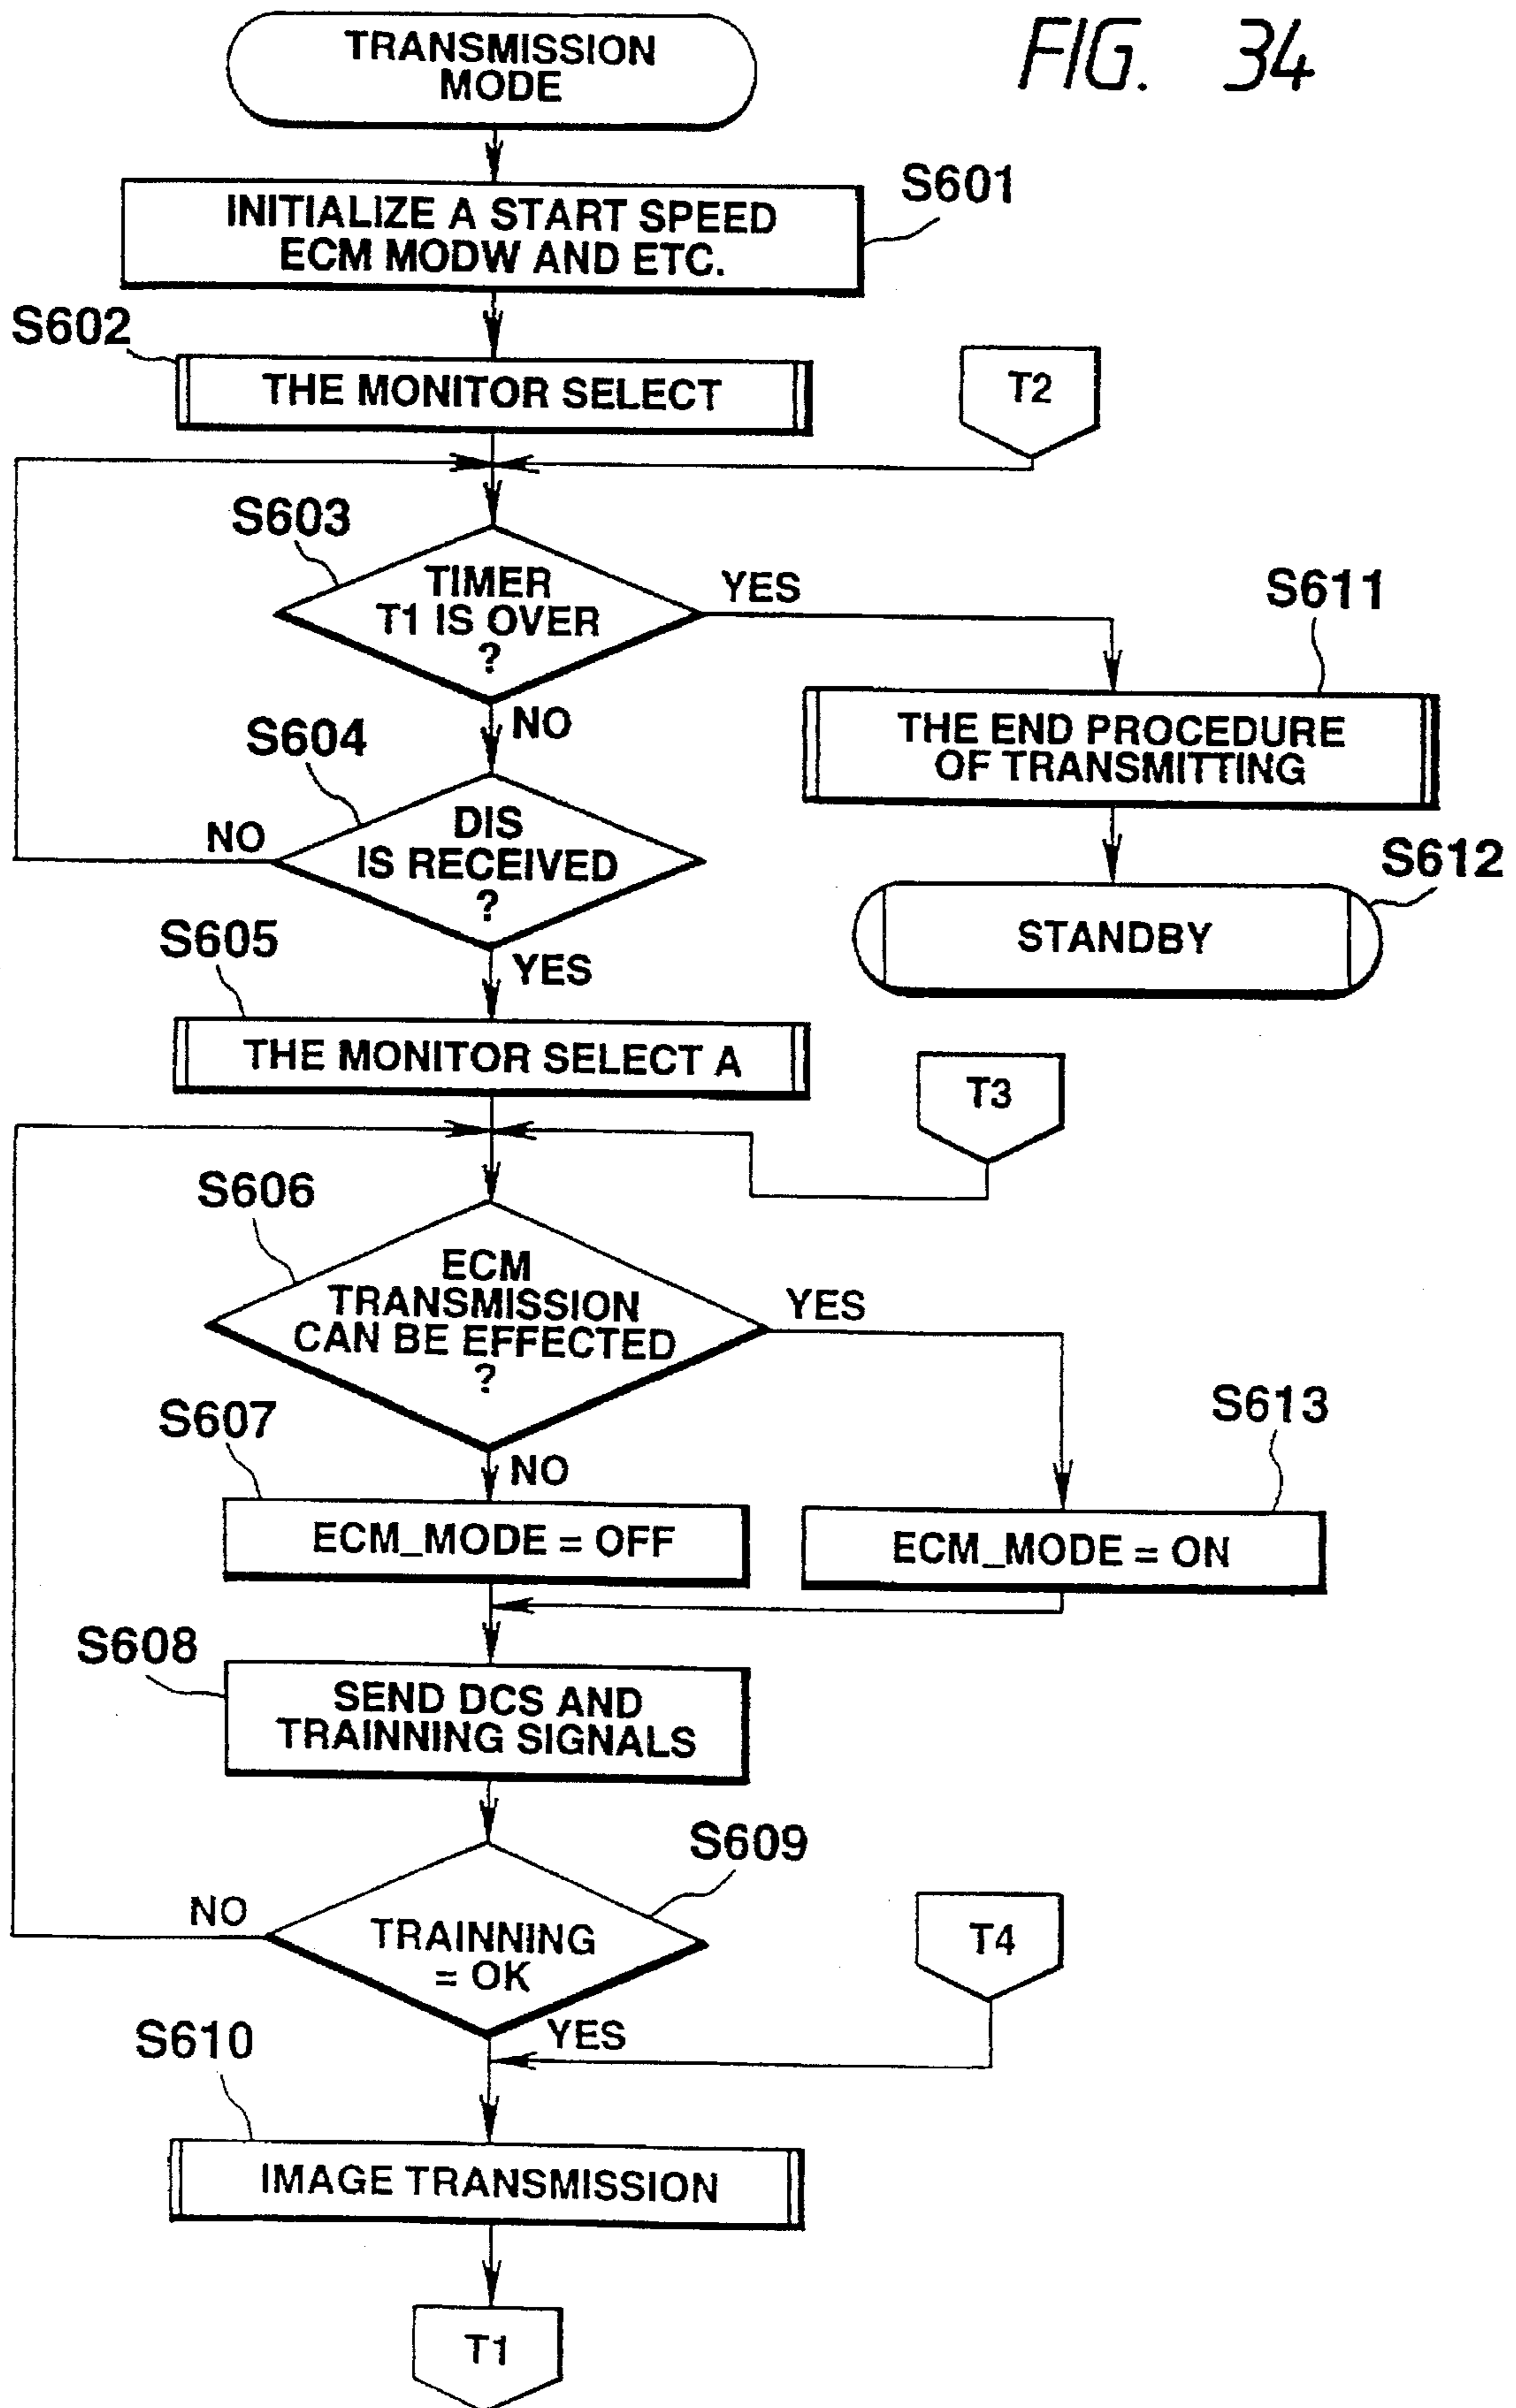 FIG. 34
TRANSMISSION
MODE
S601
INITIALIZE A START SPEED
ECM MODW AND ETC.
S602
THE MONITOR SELECT
T2
S603
TIMER
T1 IS OVER
?
YES
NO
S611
THE END PROCEDURE
OF TRANSMITTING
S604
DIS
IS RECEIVED
?
NO
YES
S612
STANDBY
S605
THE MONITOR SELECT A
T3
S606
ECM
TRANSMISSION
CAN BE EFFECTED
?
YES
NO
S607
ECM_MODE = OFF
S613
ECM_MODE = ON
S608
SEND DCS AND
TRAINNING SIGNALS
S609
TRAINNING
= OK
NO
YES
T4
S610
IMAGE TRANSMISSION
T1